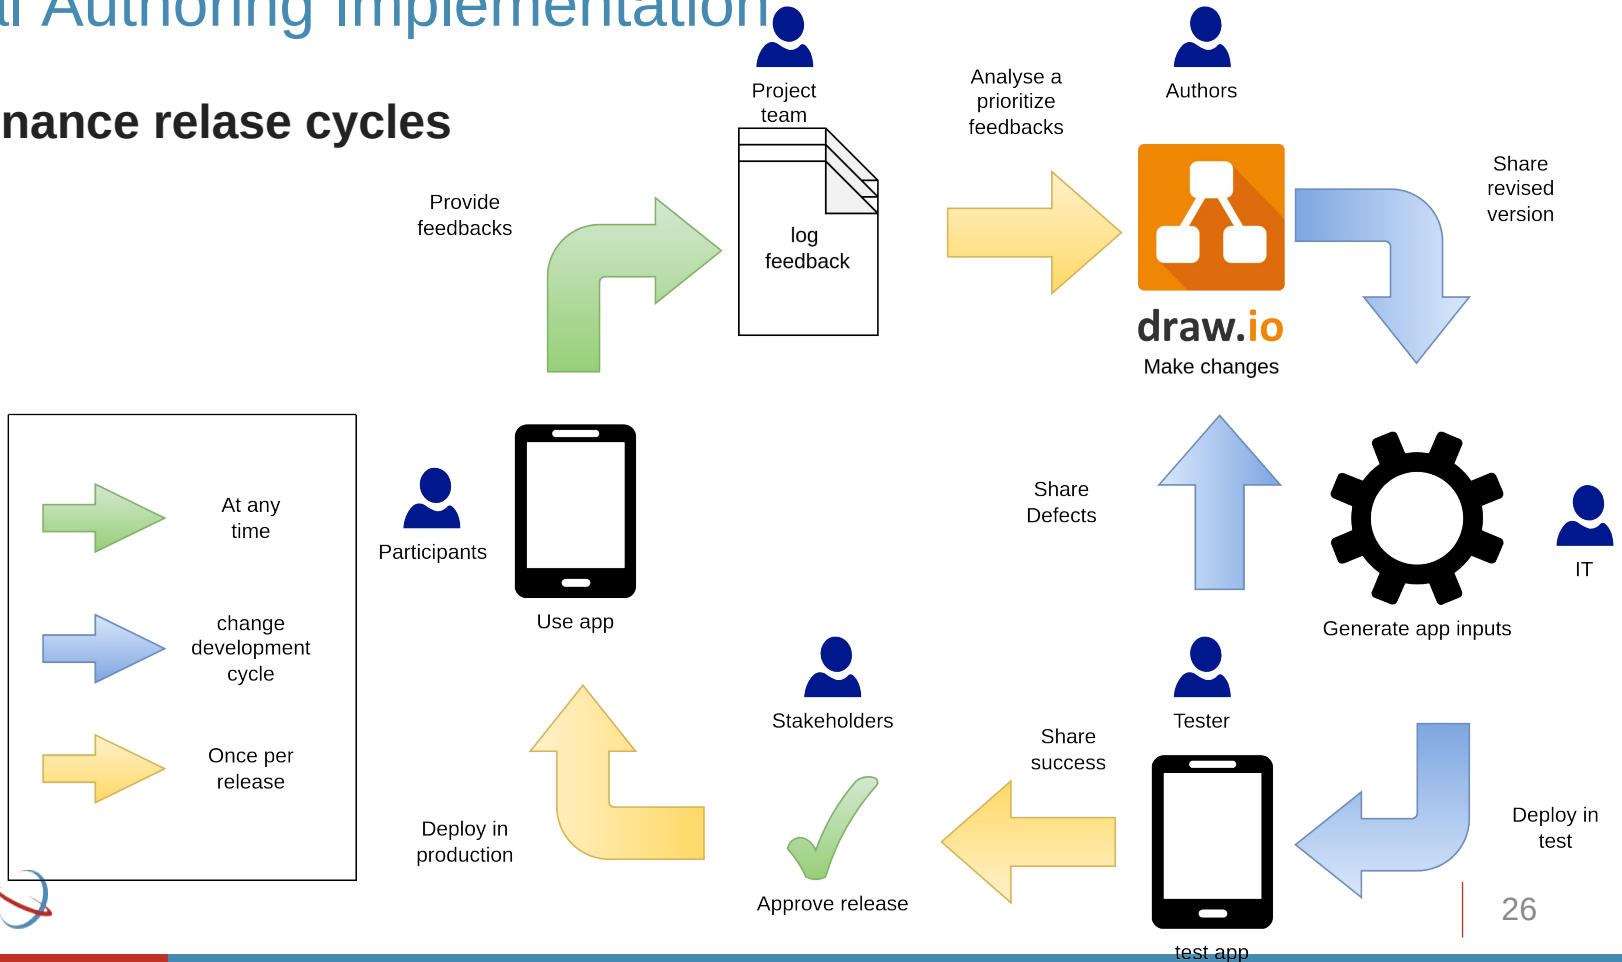 Authoring Implementation
nance relase cycles
Project
team
Analyse a
prioritize
feedbacks
Authors
Share
revised
version
Provide
feedbacks
log
feedback
draw.io
Make changes
At any
time
change
development
cycle
Once per
release
Participants
Use app
Share
Defects
IT
Generate app inputs
Stakeholders
Tester
Share
success
Deploy in
production
Deploy in
test
Approve release
test app
26